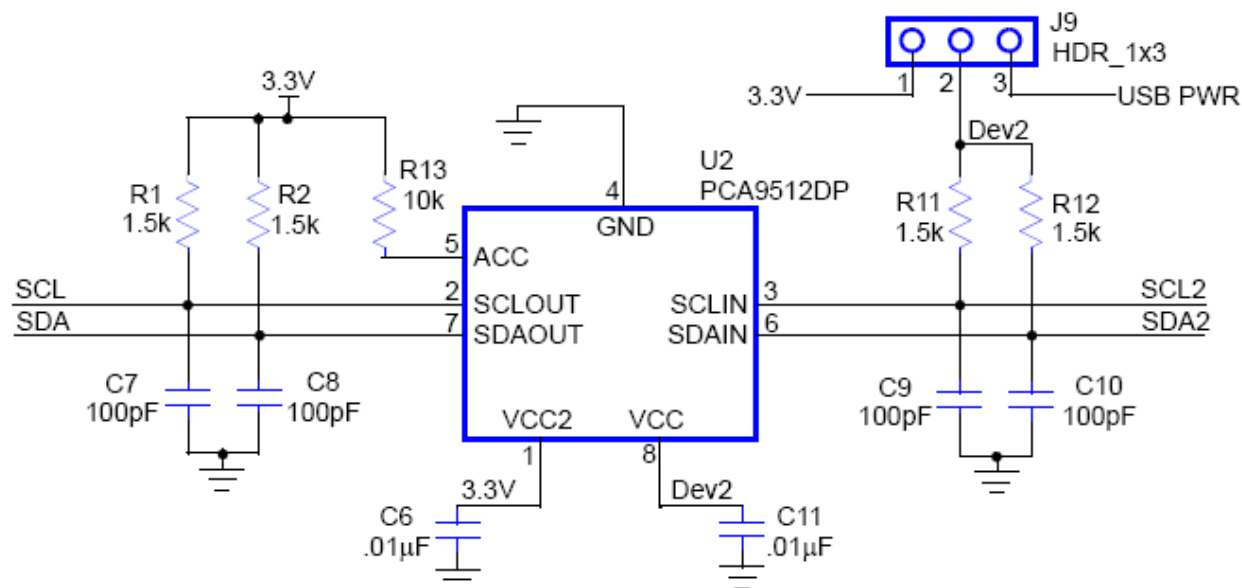 J9
HDR_1x3
1
2
3
3.3V
USB PWR
Dev2
3.3V
R1
1.5k
R2
1.5k
R13
10k
4
U2
PCA9512DP
GND
R11
1.5k
R12
1.5k
5
ACC
SCL
2
SCLOUT
SCLIN
3
SCL2
SDA
7
SDAOUT
SDAIN
6
SDA2
C7
100pF
C8
100pF
C9
100pF
C10
100pF
VCC2
VCC
1
8
3.3V
Dev2
C6
.01µF
C11
.01µF